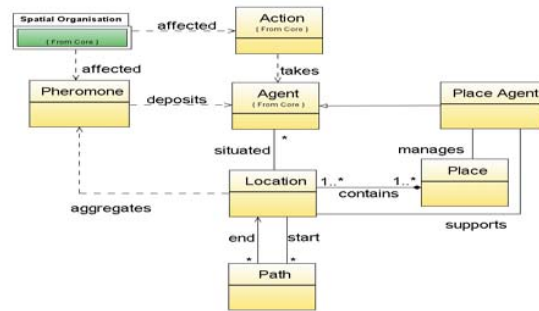 Spatial Organisation
( From Core )
affected
Action
( From Core )
affected
takes
Pheromone
deposits
Agent
( From Core )
Place Agent
*
situated
manages
Location
1..*
1..*
Place
contains
aggregates
supports
end
start
*
*
Path